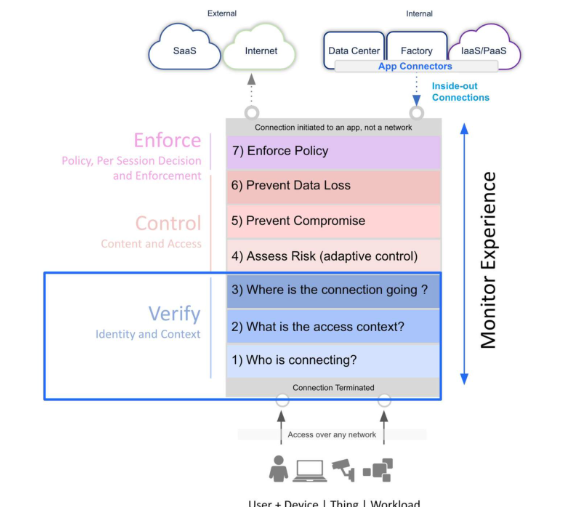 External
Internal
SaaS
Internet
Data Center
Factory
IaaS/PaaS
App Connectors
Inside-out
Connections
Connection initiated to an app, not a network
Enforce
Policy, Per Session Decision
and Enforcement
7) Enforce Policy
6) Prevent Data Loss
Control
Content and Access
5) Prevent Compromise
4) Assess Risk (adaptive control)
Verify
Identity and Context
3) Where is the connection going ?
2) What is the access context?
1) Who is connecting?
Connection Terminated
Monitor Experience
Access over any network
User + Device | Thing | Workload